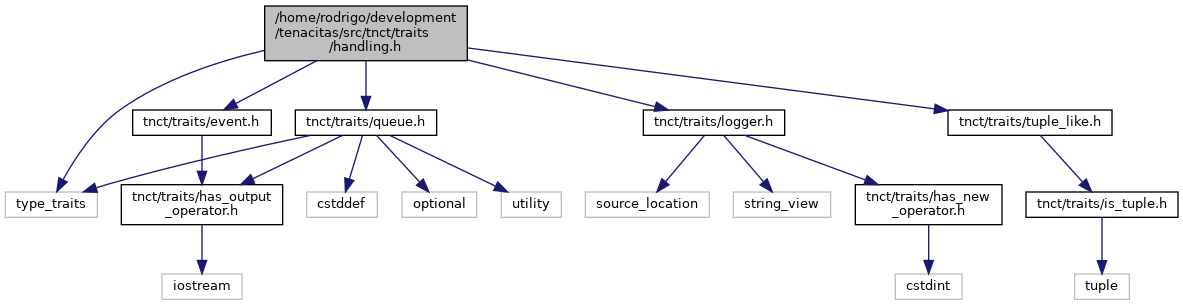 /home/rodrigo/development
/tenacitas/src/tnct/traits
/handling.h
tnct/traits/event.h
tnct/traits/queue.h
tnct/traits/logger.h
tnct/traits/tuple_like.h
type_traits
tnct/traits/has_output
_operator.h
cstddef
optional
utility
source_location
string_view
tnct/traits/has_new
_operator.h
tnct/traits/is_tuple.h
iostream
cstdint
tuple